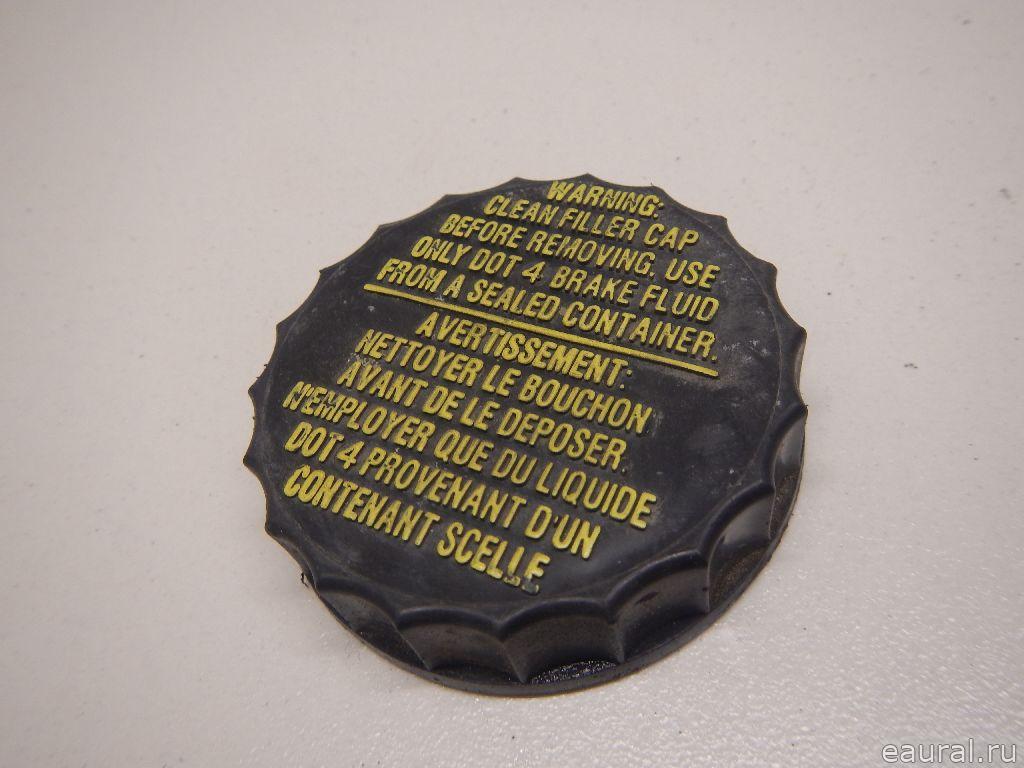 WARNING:
CLEAN FILLER CAP
BEFORE REMOVING. USE
ONLY DOT 4 BRAKE FLUID
FROM A SEALED CONTAINER.
AVERTISSEMENT:
NETTOYER LE BOUCHON
AVANT DE LE DEPOSER.
N'EMPLOYER QUE DU LIQUIDE
DOT 4 PROVENANT D'UN
CONTENANT SCELLE
eaural.ru